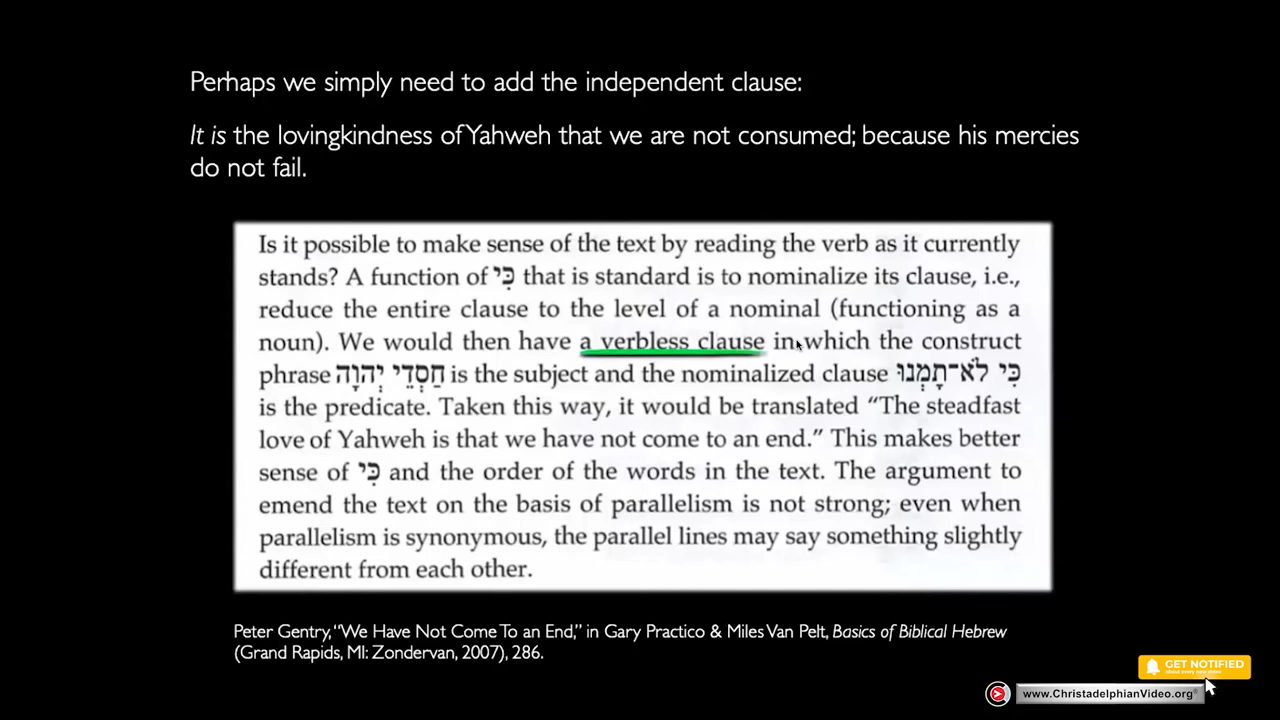 Perhaps we simply need to add the independent clause:
It is the lovingkindness of Yahweh that we are not consumed; because his mercies
do not fail.
Is it possible to make sense of the text by reading the verb as it currently
stands? A function of כִּי that is standard is to nominalize its clause, i.e.,
reduce the entire clause to the level of a nominal (functioning as a
noun). We would then have a verbless clause in which the construct
phrase חַסְדֵי יְהוָה is the subject and the nominalized clause כִּי לֹא־תָמְנוּ
is the predicate. Taken this way, it would be translated “The steadfast
love of Yahweh is that we have not come to an end.” This makes better
sense of כִּי and the order of the words in the text. The argument to
emend the text on the basis of parallelism is not strong; even when
parallelism is synonymous, the parallel lines may say something slightly
different from each other.
Peter Gentry, “We Have Not Come To an End,” in Gary Practico & Miles Van Pelt, Basics of Biblical Hebrew
(Grand Rapids, MI: Zondervan, 2007), 286.
GET NOTIFIED
about every new video
www.ChristadelphianVideo.org®